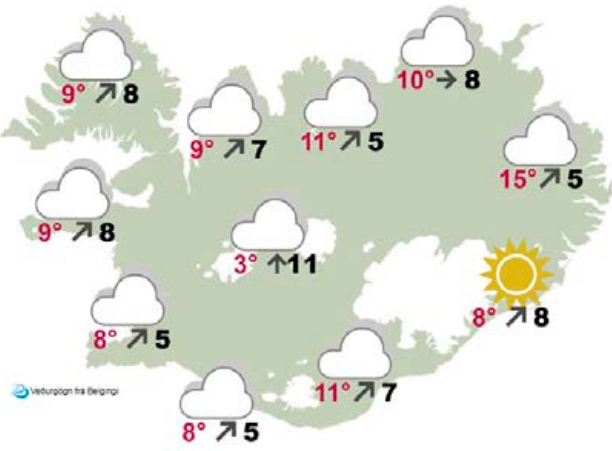 10° → 8
9° ↗ 8
9° ↗ 7
11° ↗ 5
15° ↗ 5
9° ↗ 8
3° ↑ 11
8° ↗ 8
8° ↗ 5
11° ↗ 7
Veðurgögn frá Belgingi
8° ↗ 5